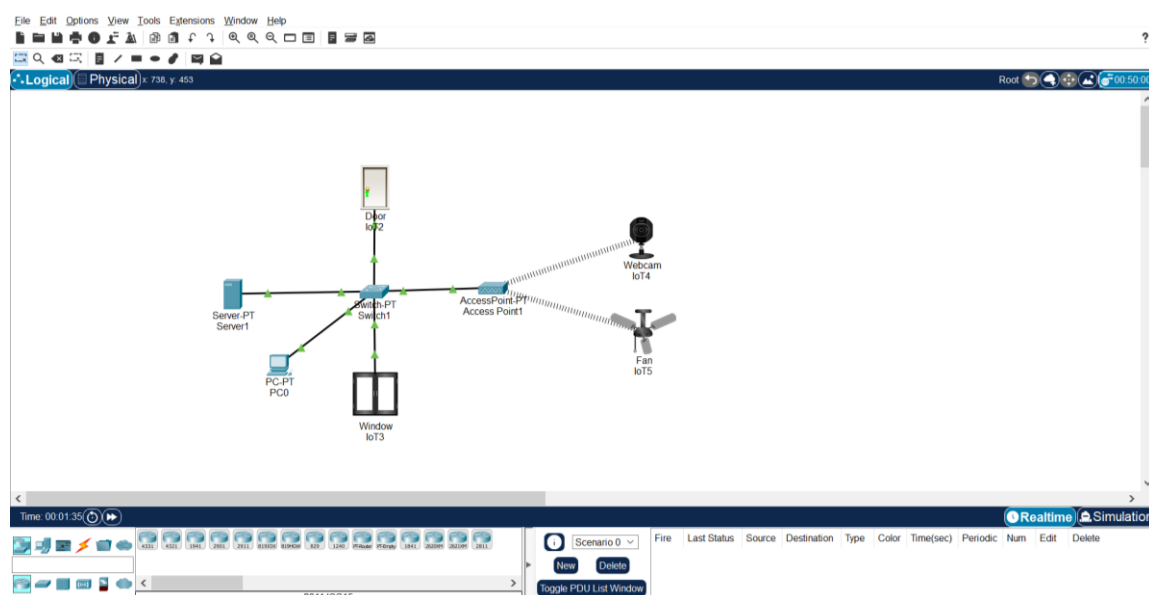 File Edit Options View Tools Extensions Window Help
?
Logical Physical x: 738, y: 453 Root 00:50:00
Door
IoT2
Webcam
IoT4
Server-PT
Server1
Switch-PT
Switch1
AccessPoint-PT
Access Point1
Fan
IoT5
PC-PT
PC0
Window
IoT3
Time: 00:01:35 Realtime Simulation
4331 4321 1941 2901 2911 819IOX 819HGW 829 1240 PT-Router PT-Empty 1841 2620XM 2621XM 2811
Scenario 0 Fire Last Status Source Destination Type Color Time(sec) Periodic Num Edit Delete
New Delete
Toggle PDU List Window